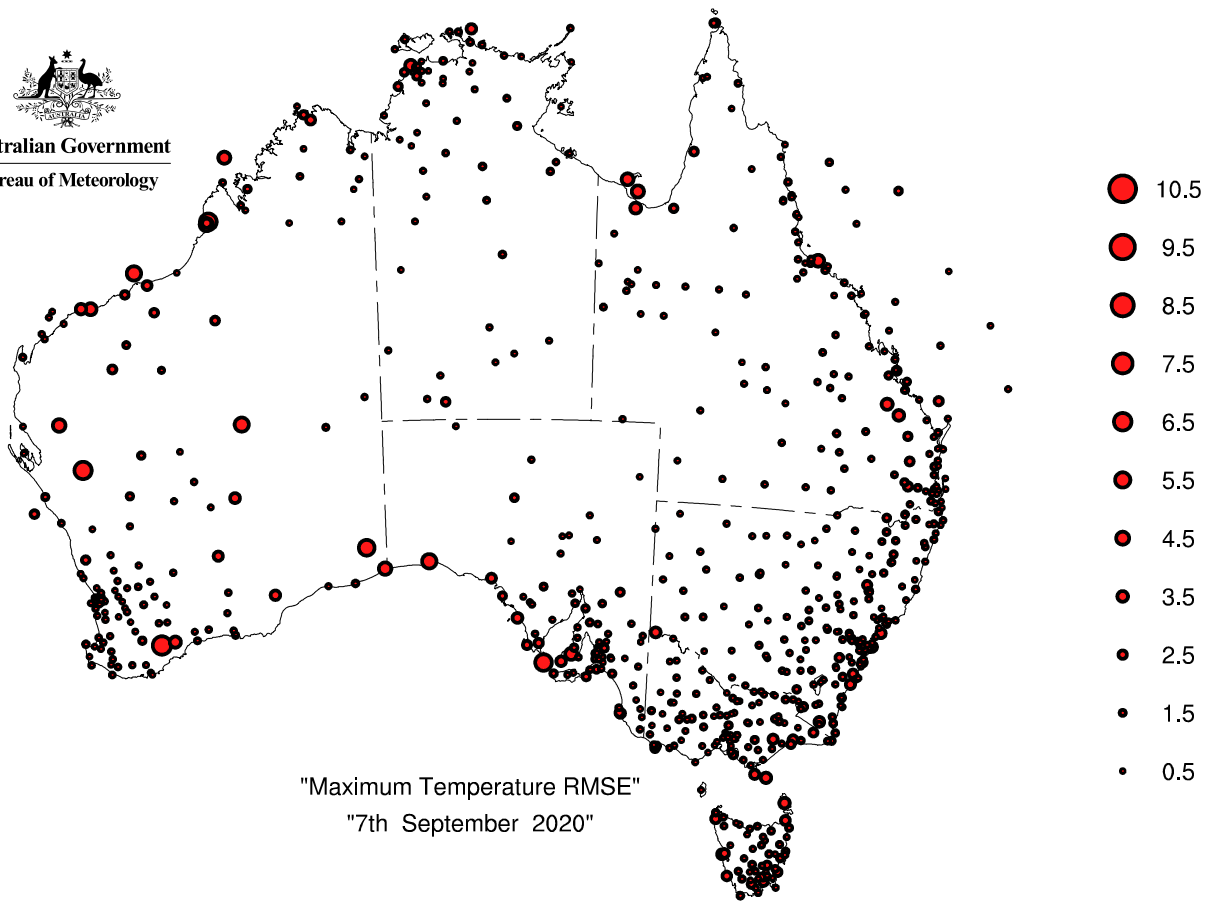 AUSTRALIA
tralian Government
reau of Meteorology
10.5
9.5
8.5
7.5
6.5
5.5
4.5
3.5
2.5
1.5
0.5
"Maximum Temperature RMSE"
"7th September 2020"